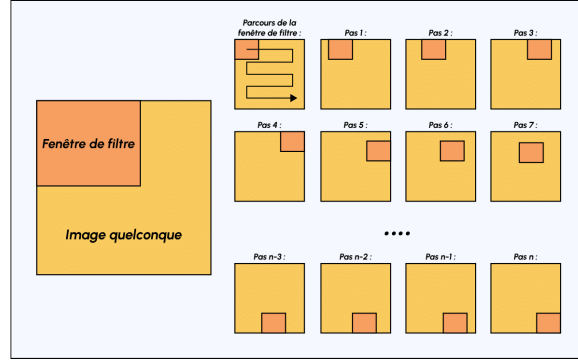 Parcours de la
fenêtre de filtre :
Pas 1 :
Pas 2 :
Pas 3 :
Fenêtre de filtre
Image quelconque
Pas 4 :
Pas 5 :
Pas 6 :
Pas 7 :
....
Pas n-3 :
Pas n-2 :
Pas n-1 :
Pas n :